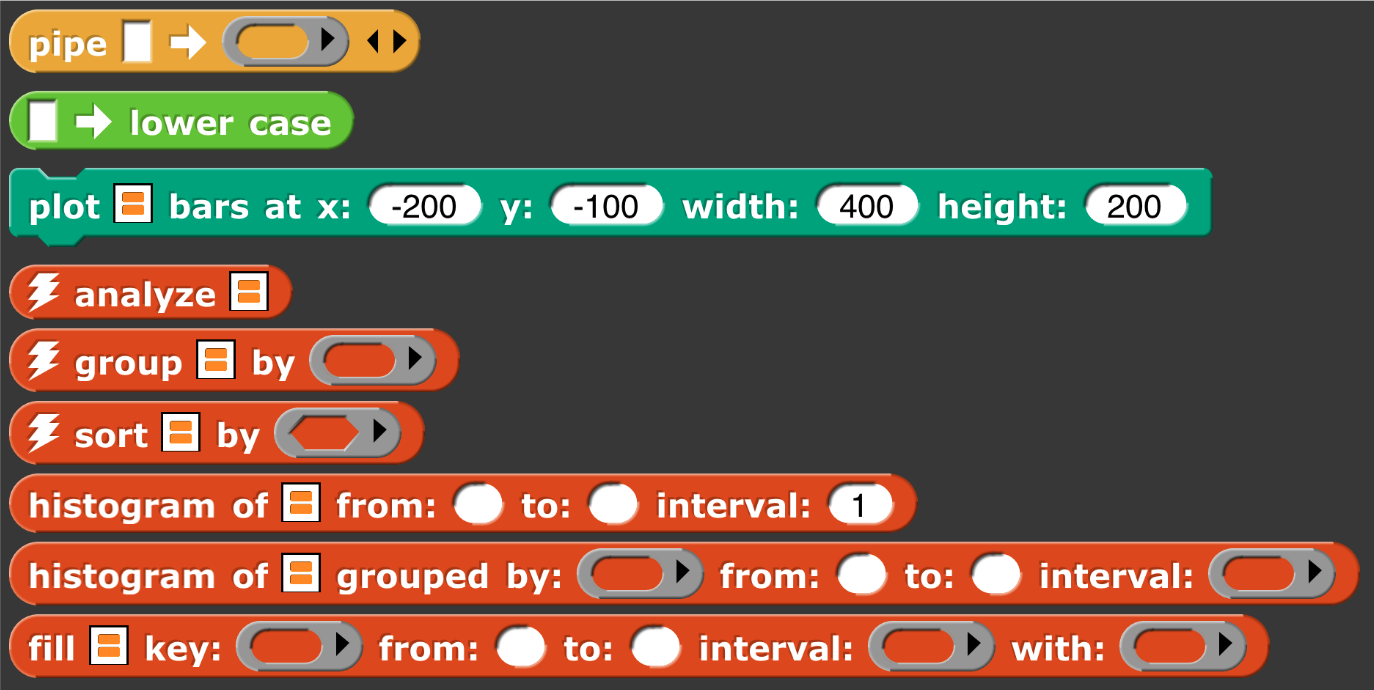 pipe
lower case
plot bars at x: -200 y: -100 width: 400 height: 200
analyze
group by
sort by
histogram of from: to: interval: 1
histogram of grouped by: from: to: interval:
fill key: from: to: interval: with: